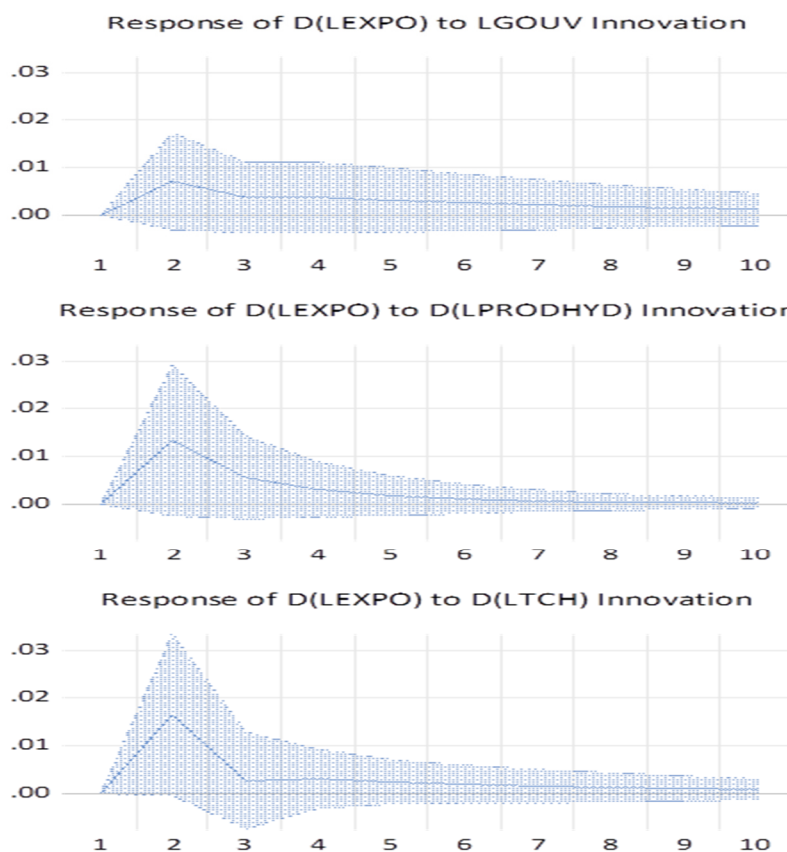 Response of D(LEXPO) to LGOUV Innovation
.03
.02
.01
.00
1 2 3 4 5 6 7 8 9 10
Response of D(LEXPO) to D(LPRODHYD) Innovation
.03
.02
.01
.00
1 2 3 4 5 6 7 8 9 10
Response of D(LEXPO) to D(LTCH) Innovation
.03
.02
.01
.00
1 2 3 4 5 6 7 8 9 10